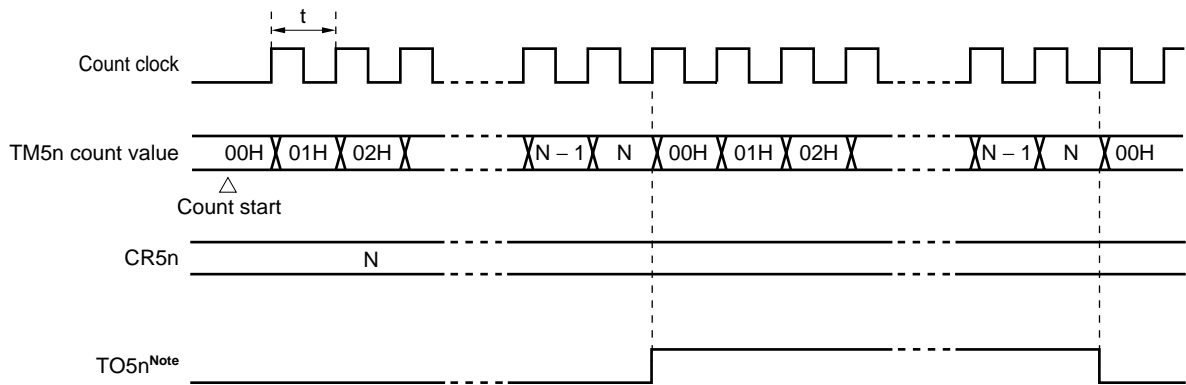 t
Count clock
TM5n count value 00H 01H 02H N − 1 N 00H 01H 02H N − 1 N 00H
Count start
CR5n N
TO5nNote